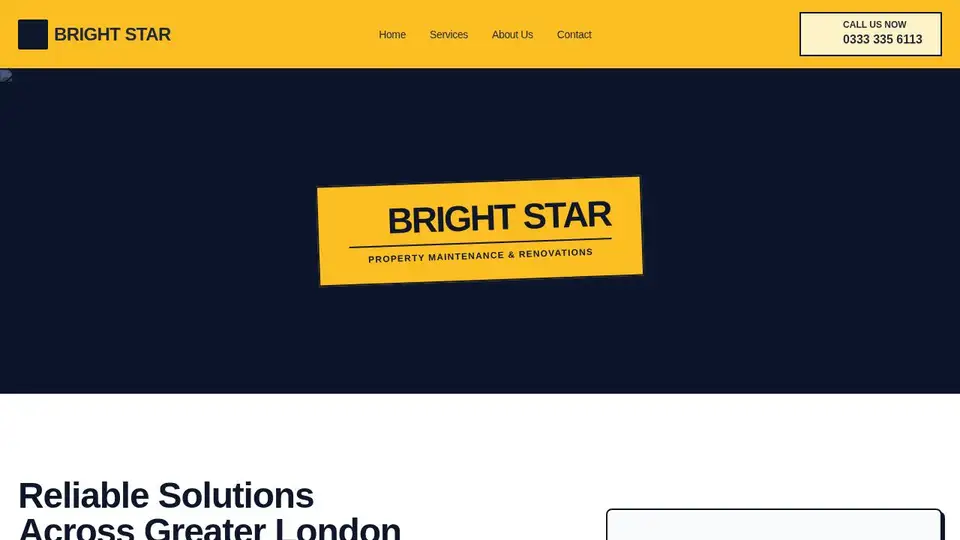 BRIGHT STAR
Home
Services
About Us
Contact
CALL US NOW
0333 335 6113
BRIGHT STAR
PROPERTY MAINTENANCE & RENOVATIONS
Reliable Solutions
Across Greater London